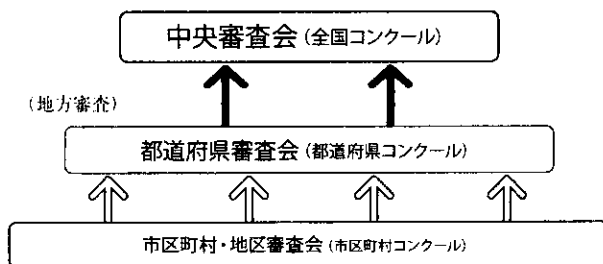 中央審査会(全国コンクール)
(地方審査)
都道府県審査会(都道府県コンクール)
市区町村・地区審査会(市区町村コンクール)